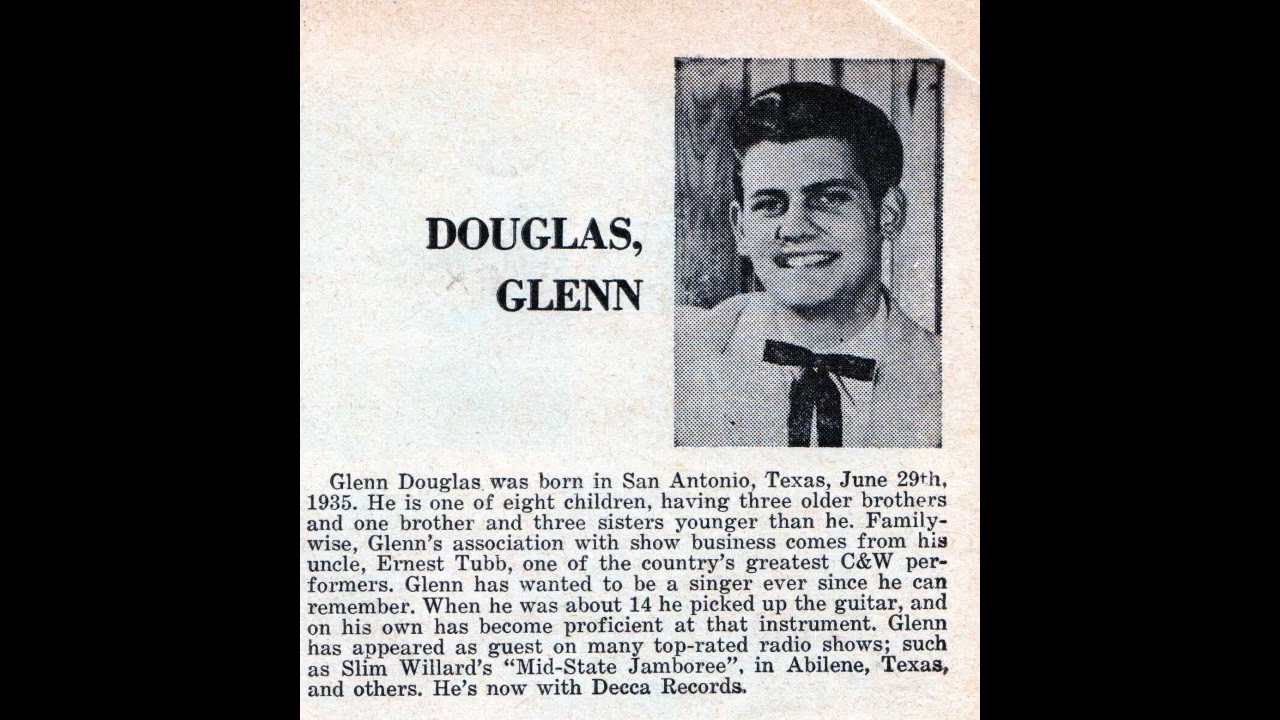 DOUGLAS,
GLENN
Glenn Douglas was born in San Antonio, Texas, June 29th,
1935. He is one of eight children, having three older brothers
and one brother and three sisters younger than he. Family-
wise, Glenn's association with show business comes from his
uncle, Ernest Tubb, one of the country's greatest C&W per-
formers. Glenn has wanted to be a singer ever since he can
remember. When he was about 14 he picked up the guitar, and
on his own has become proficient at that instrument. Glenn
has appeared as guest on many top-rated radio shows; such
as Slim Willard's "Mid-State Jamboree", in Abilene, Texas,
and others. He's now with Decca Records.